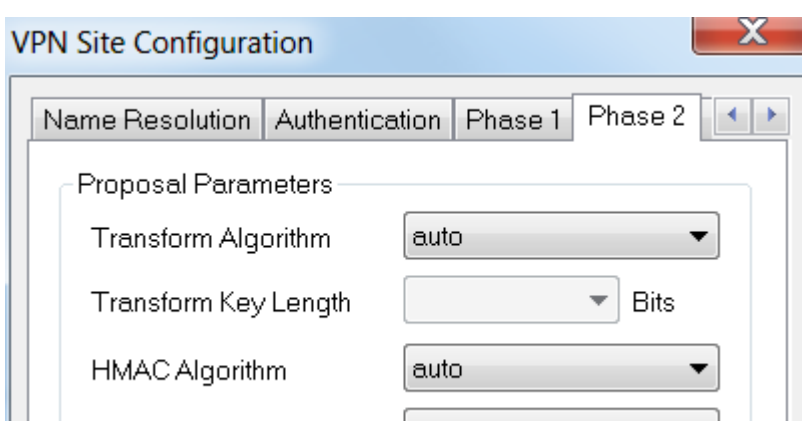 VPN Site Configuration
Name Resolution Authentication Phase 1 Phase 2
Proposal Parameters
Transform Algorithm auto
Transform Key Length Bits
HMAC Algorithm auto